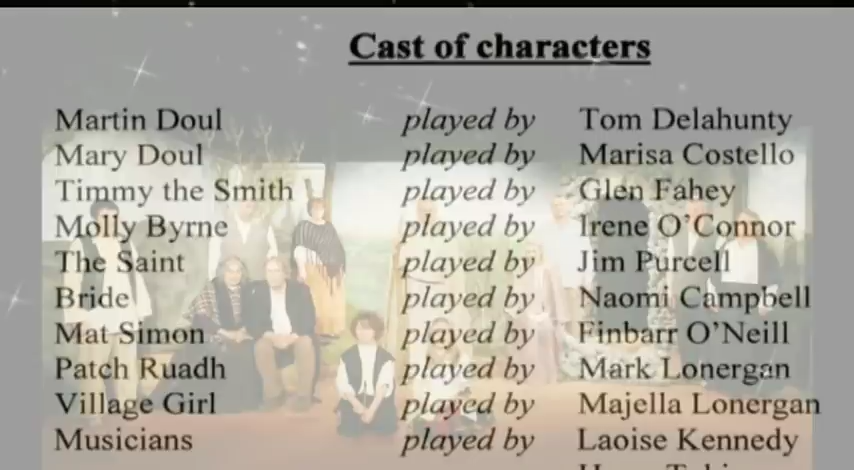 Cast of characters
Martin Doul played by Tom Delahunty
Mary Doul played by Marisa Costello
Timmy the Smith played by Glen Fahey
Molly Byrne played by Irene O'Connor
The Saint played by Jim Purcell
Bride played by Naomi Campbell
Mat Simon played by Finbarr O'Neill
Patch Ruadh played by Mark Lonergan
Village Girl played by Majella Lonergan
Musicians played by Laoise Kennedy